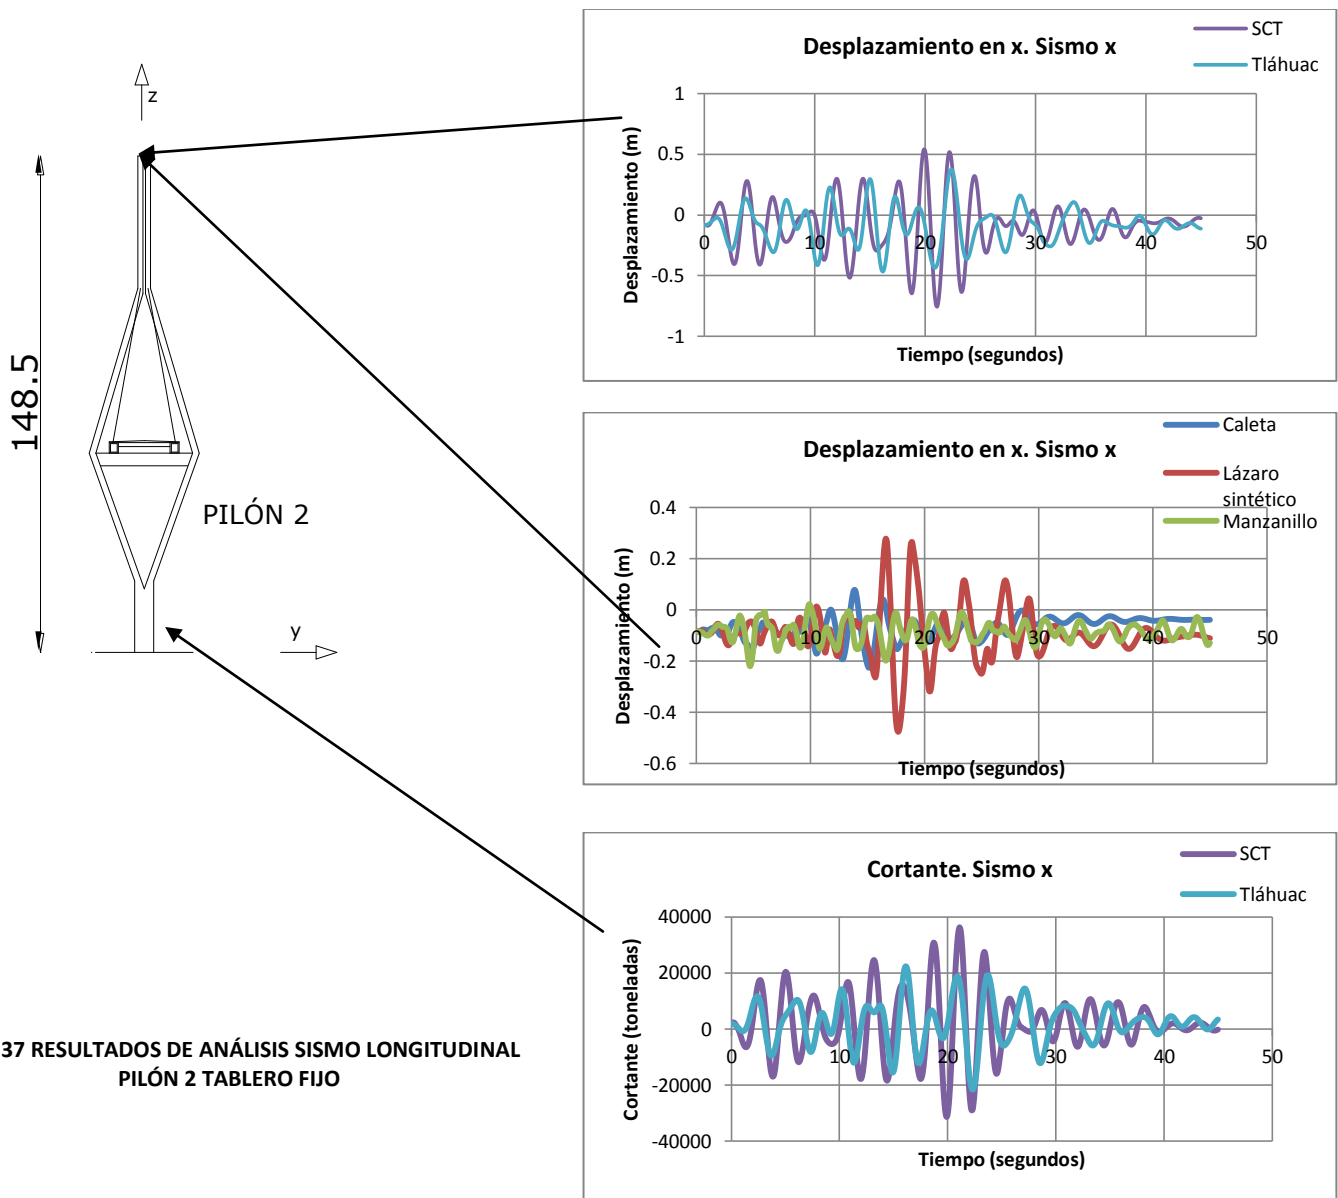 z
148.5
PILÓN 2
y
37 RESULTADOS DE ANÁLISIS SISMO LONGITUDINAL
PILÓN 2 TABLERO FIJO
Desplazamiento en x. Sismo x
SCT
Tláhuac
Desplazamiento (m)
1
0.5
0
-0.5
-1
0
10
20
30
40
50
Tiempo (segundos)
Desplazamiento en x. Sismo x
Caleta
Lázaro
sintético
Manzanillo
Desplazamiento (m)
0.4
0.2
0
-0.2
-0.4
-0.6
0
10
20
30
40
50
Tiempo (segundos)
Cortante. Sismo x
SCT
Tláhuac
Cortante (toneladas)
40000
20000
0
-20000
-40000
0
10
20
30
40
50
Tiempo (segundos)